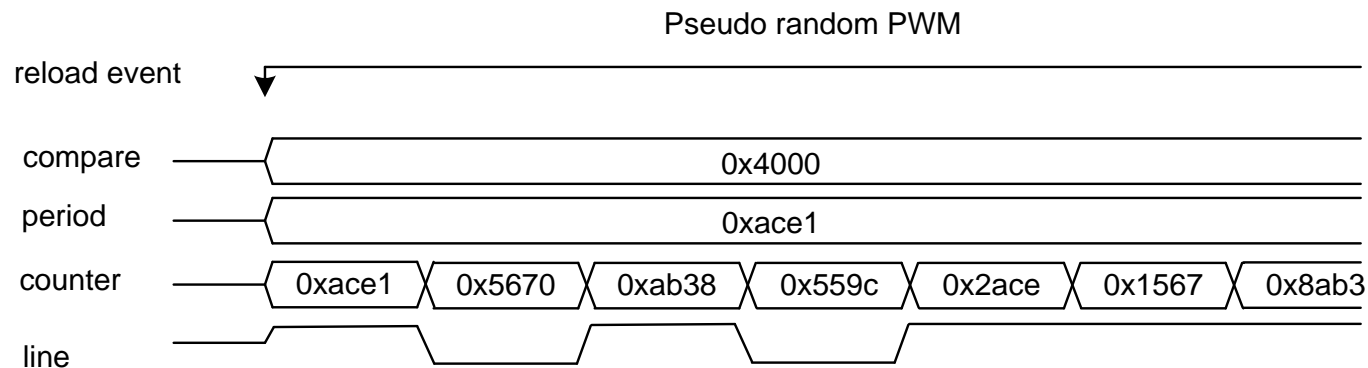 Pseudo random PWM
reload event
compare 0x4000
period 0xace1
counter 0xace1 0x5670 0xab38 0x559c 0x2ace 0x1567 0x8ab3
line